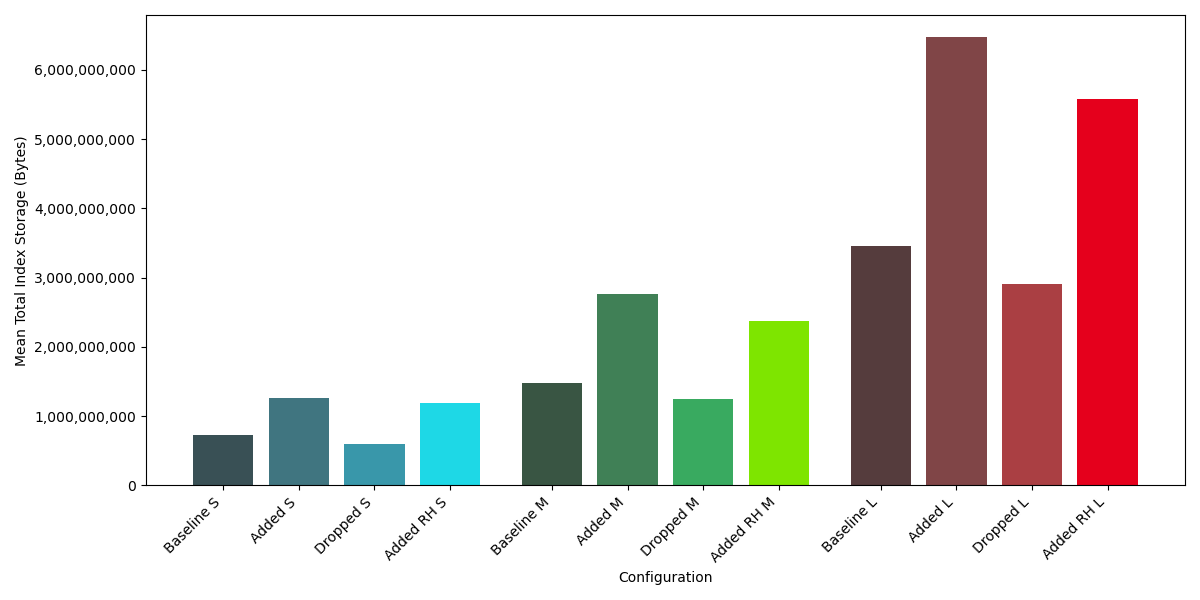 Mean Total Index Storage (Bytes)
6,000,000,000
5,000,000,000
4,000,000,000
3,000,000,000
2,000,000,000
1,000,000,000
0
Baseline S
Added S
Dropped S
Added RH S
Baseline M
Added M
Dropped M
Added RH M
Baseline L
Added L
Dropped L
Added RH L
Configuration